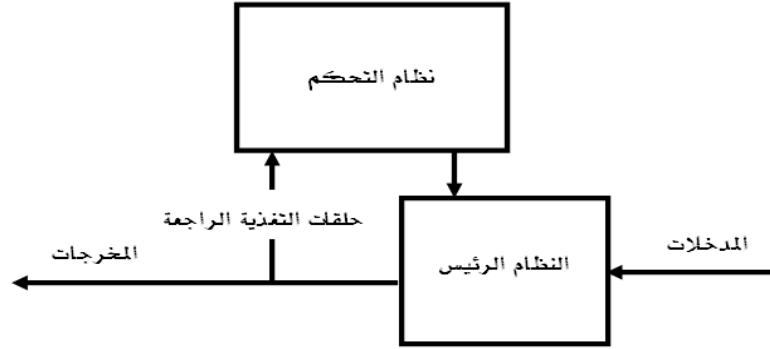 نظام التحكم
حلقات التغذية الراجعة
المدخلات
النظام الرئيس
المخرجات